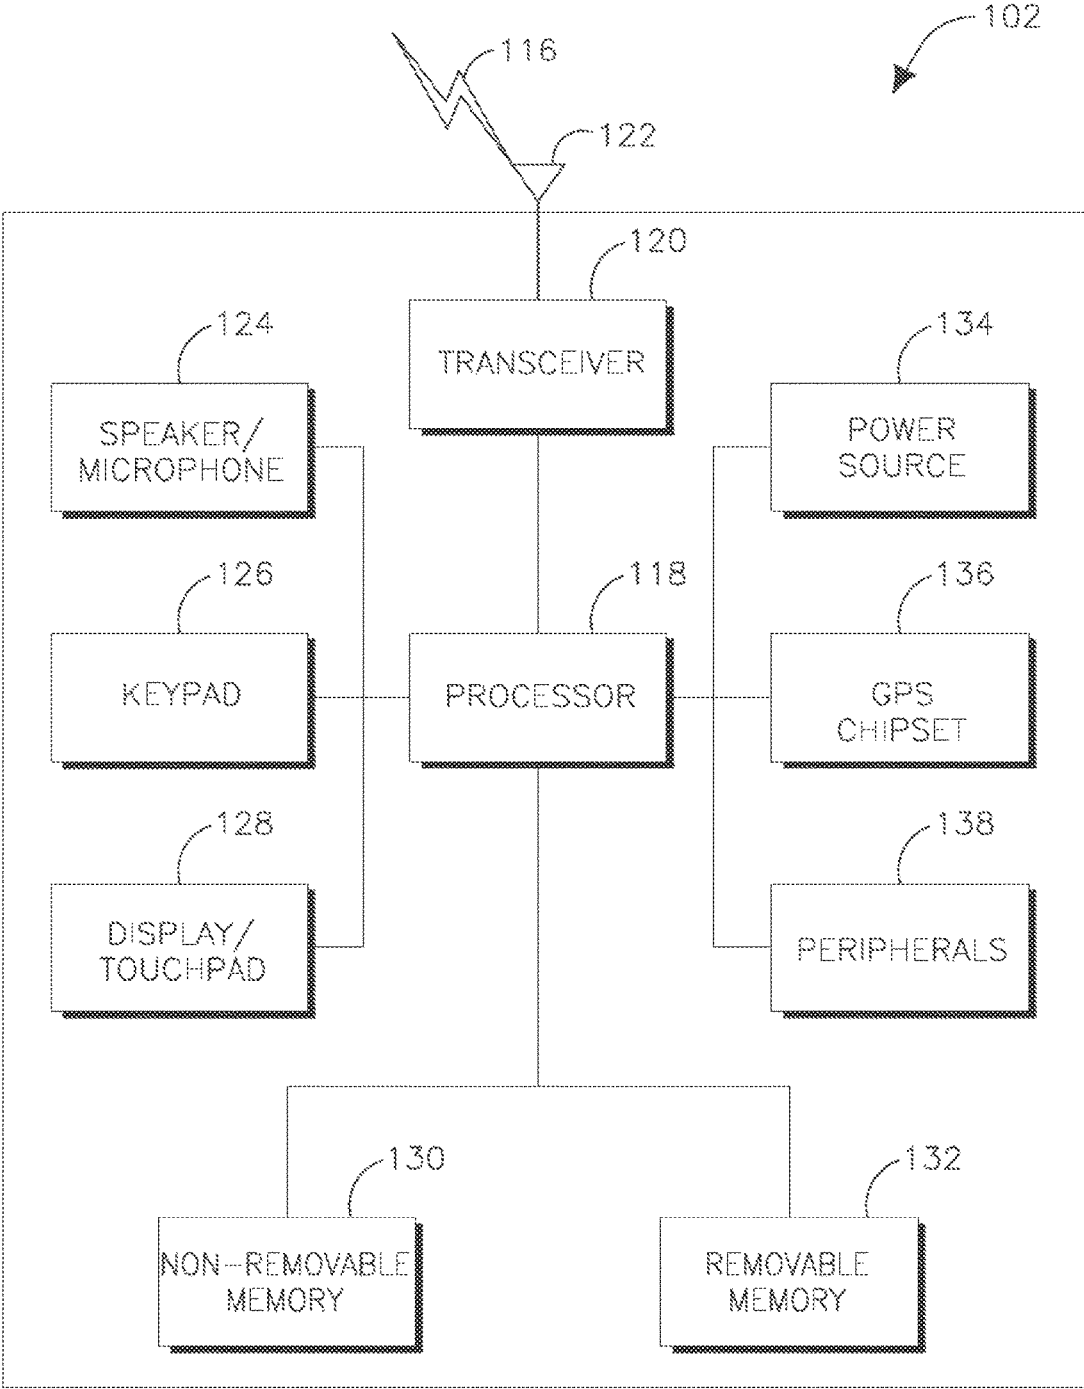 102
116
122
120
TRANSCEIVER
124
SPEAKER/
MICROPHONE
134
POWER
SOURCE
126
KEYPAD
118
PROCESSOR
136
GPS
CHIPSET
128
DISPLAY/
TOUCHPAD
138
PERIPHERALS
130
NON-REMOVABLE
MEMORY
132
REMOVABLE
MEMORY